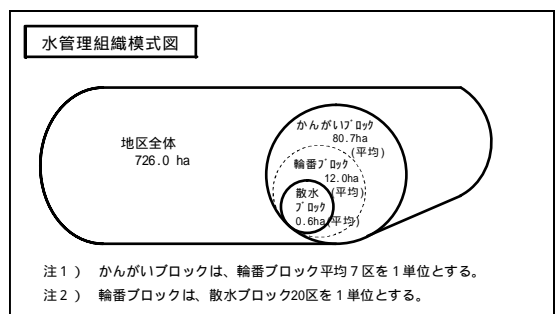 水管理組織模式図
地区全体
726.0 ha
かんがいﾌﾞﾛｯｸ
80.7ha
(平均)
輪番ブロック
12.0ha
(平均)
散水
ﾌﾞﾛｯｸ
0.6ha(平均)
注１） かんがいブロックは、輪番ブロック平均７区を１単位とする。
注２） 輪番ブロックは、散水ブロック20区を１単位とする。